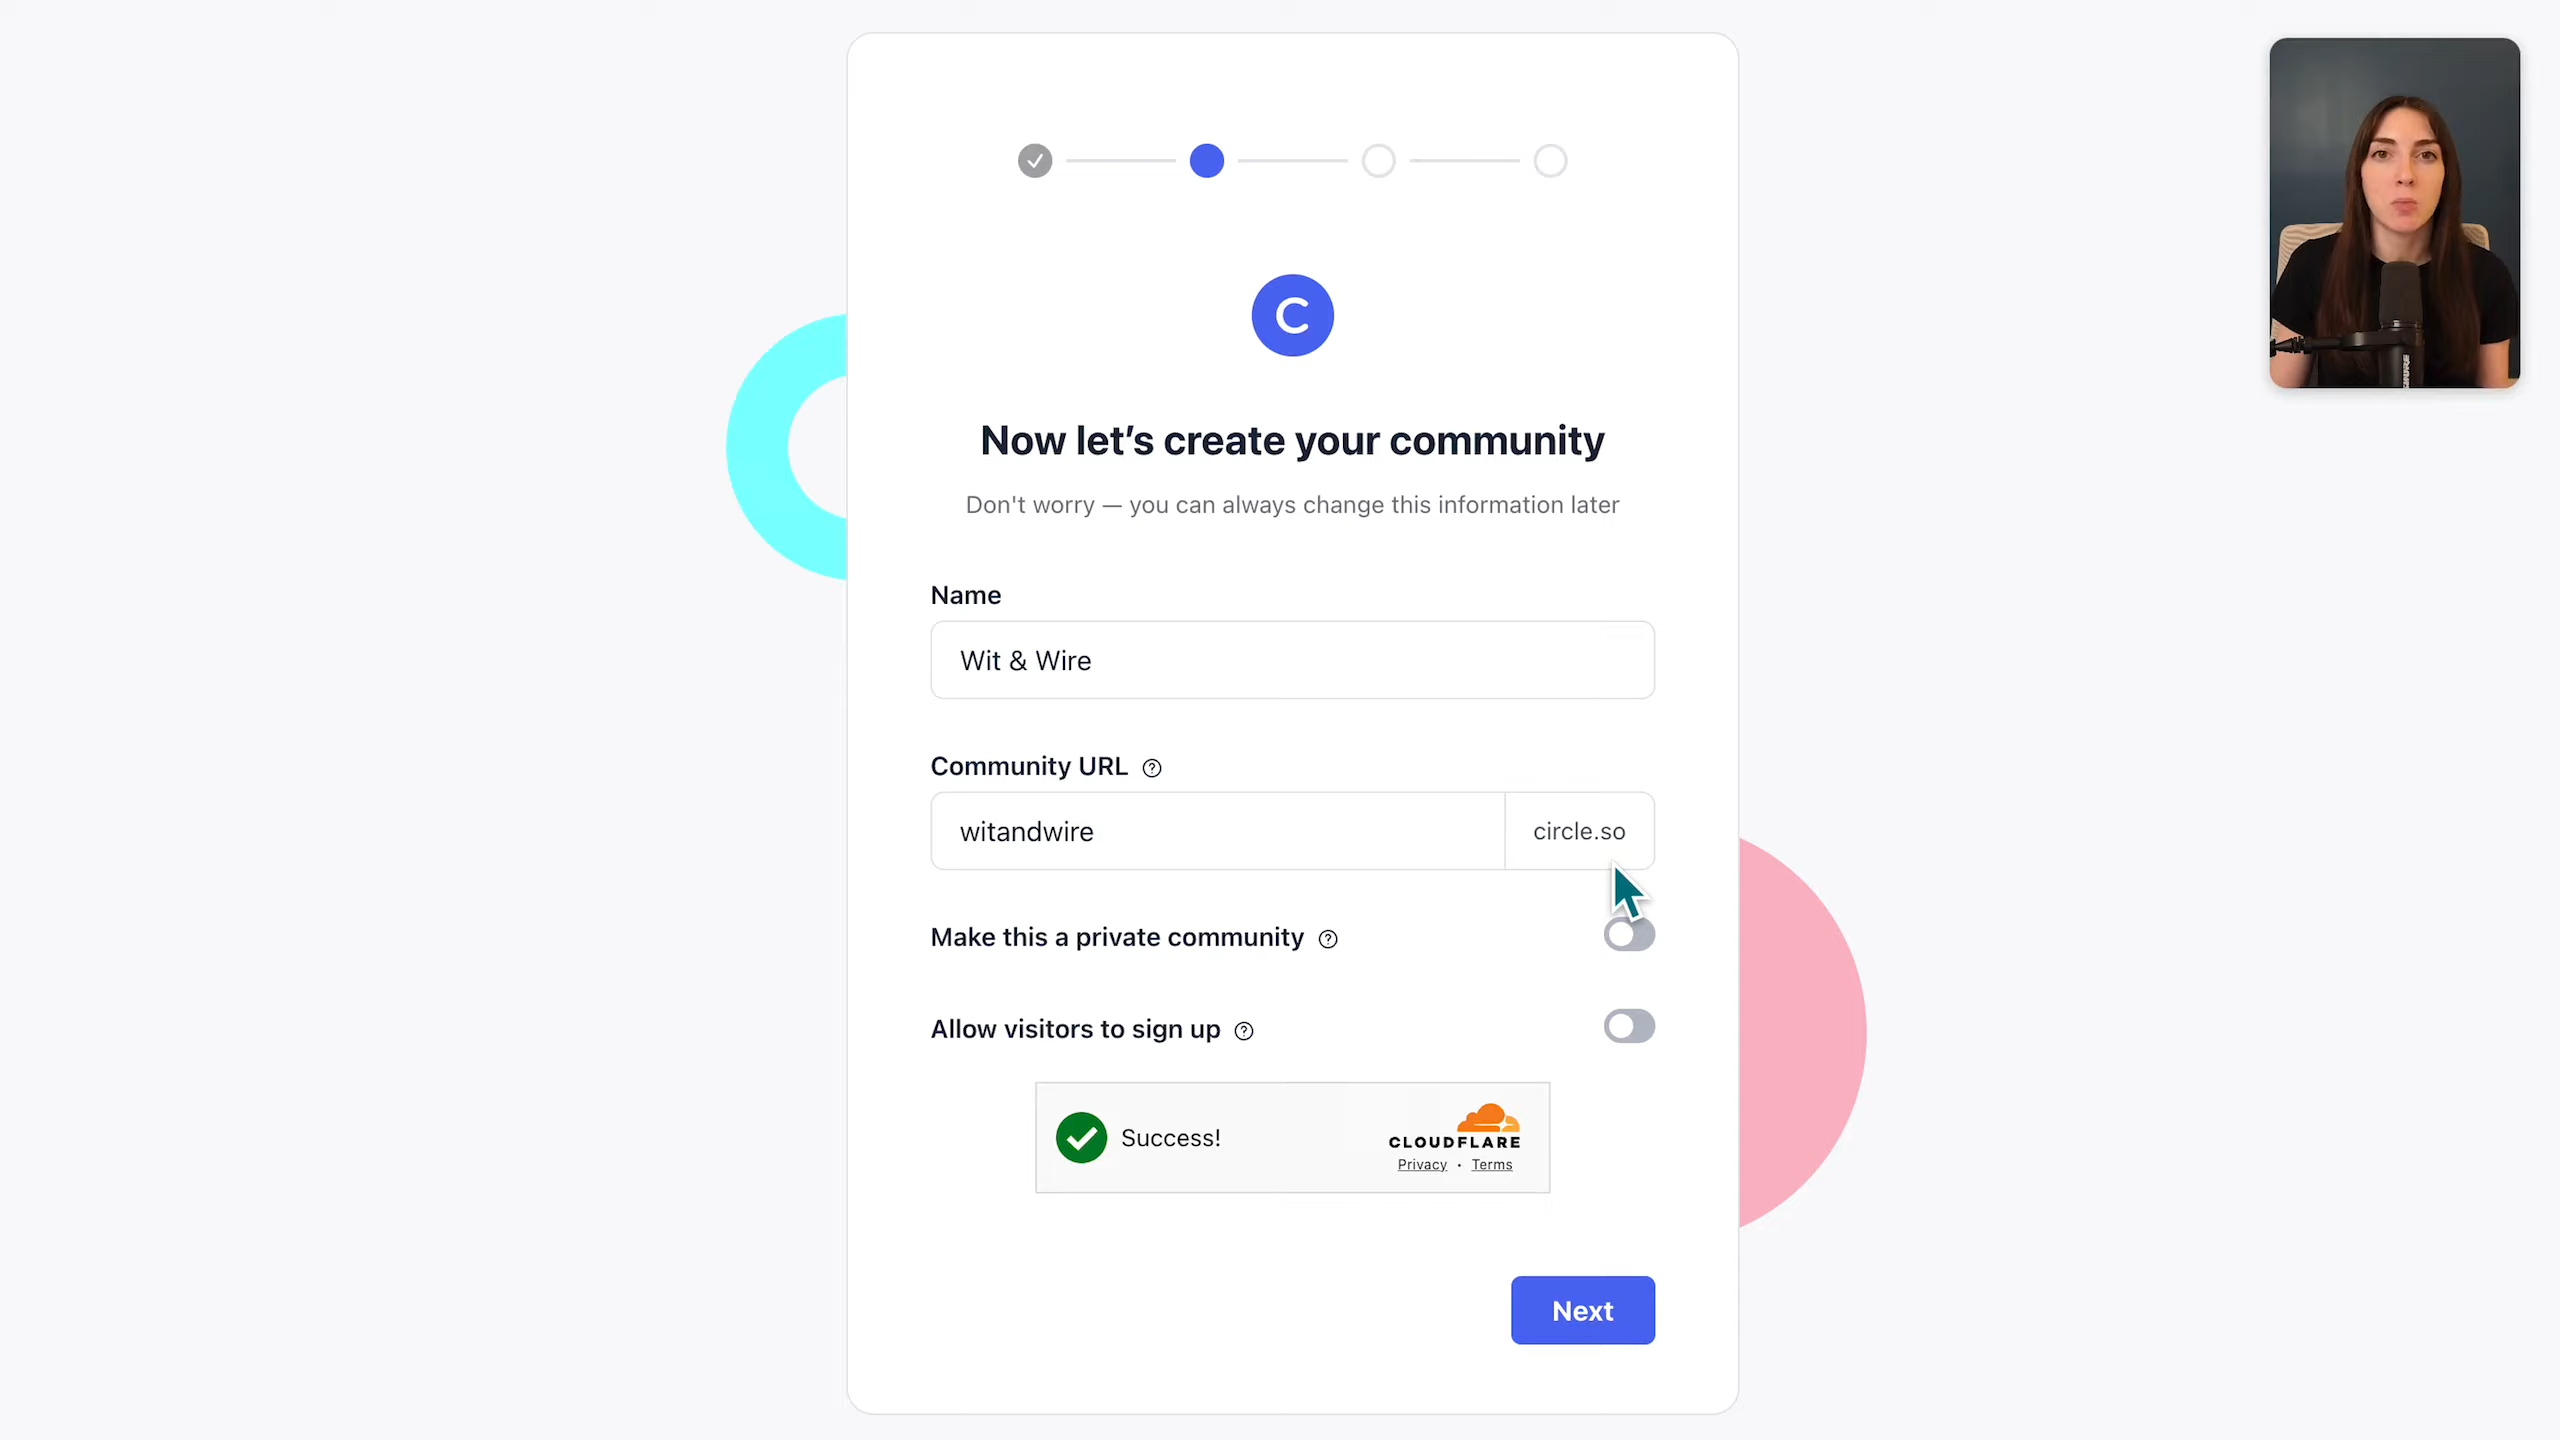 C
Now let’s create your community
Don't worry — you can always change this information later
Name
Wit & Wire
Community URL ?
witandwire
circle.so
Make this a private community ?
Allow visitors to sign up ?
Success!
CLOUDFLARE
Privacy • Terms
Next
SHURE